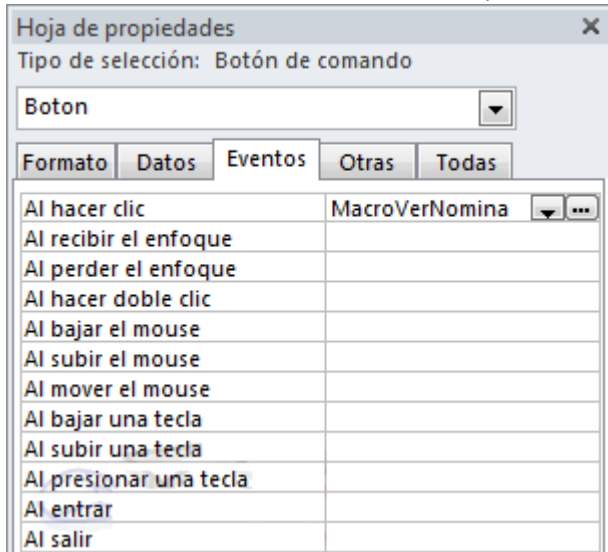 Hoja de propiedades
Tipo de selección: Botón de comando
Boton
Formato Datos Eventos Otras Todas
Al hacer clic MacroVerNomina
Al recibir el enfoque
Al perder el enfoque
Al hacer doble clic
Al bajar el mouse
Al subir el mouse
Al mover el mouse
Al bajar una tecla
Al subir una tecla
Al presionar una tecla
Al entrar
Al salir